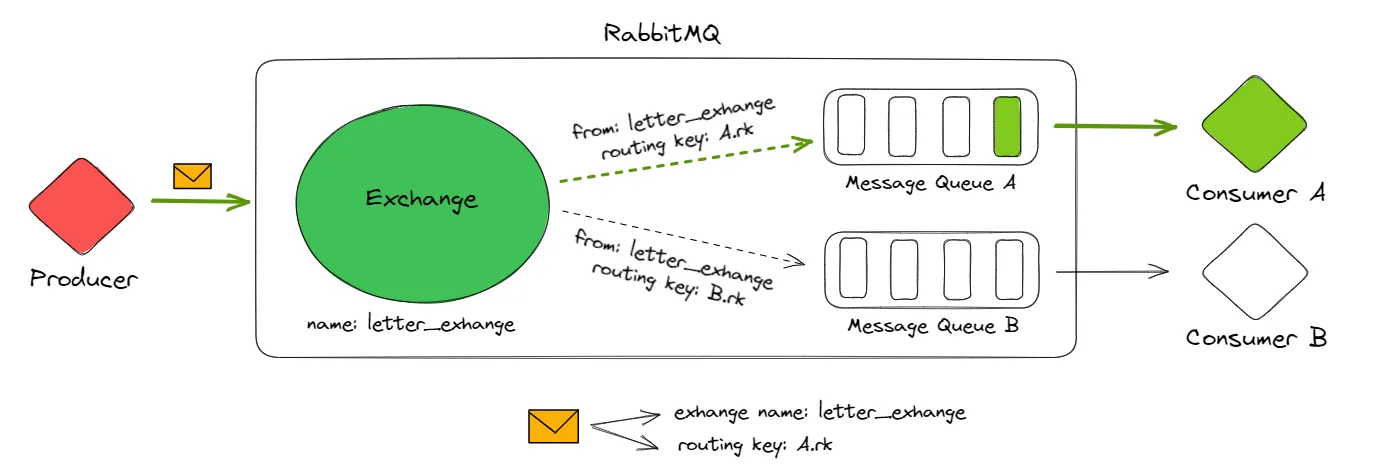 RabbitMQ
from: letter_exhange
routing key: A.rk
Exchange
Message Queue A
Consumer A
from: letter_exhange
routing key: B.rk
Producer
name: letter_exhange
Message Queue B
Consumer B
exhange name: letter_exhange
routing key: A.rk